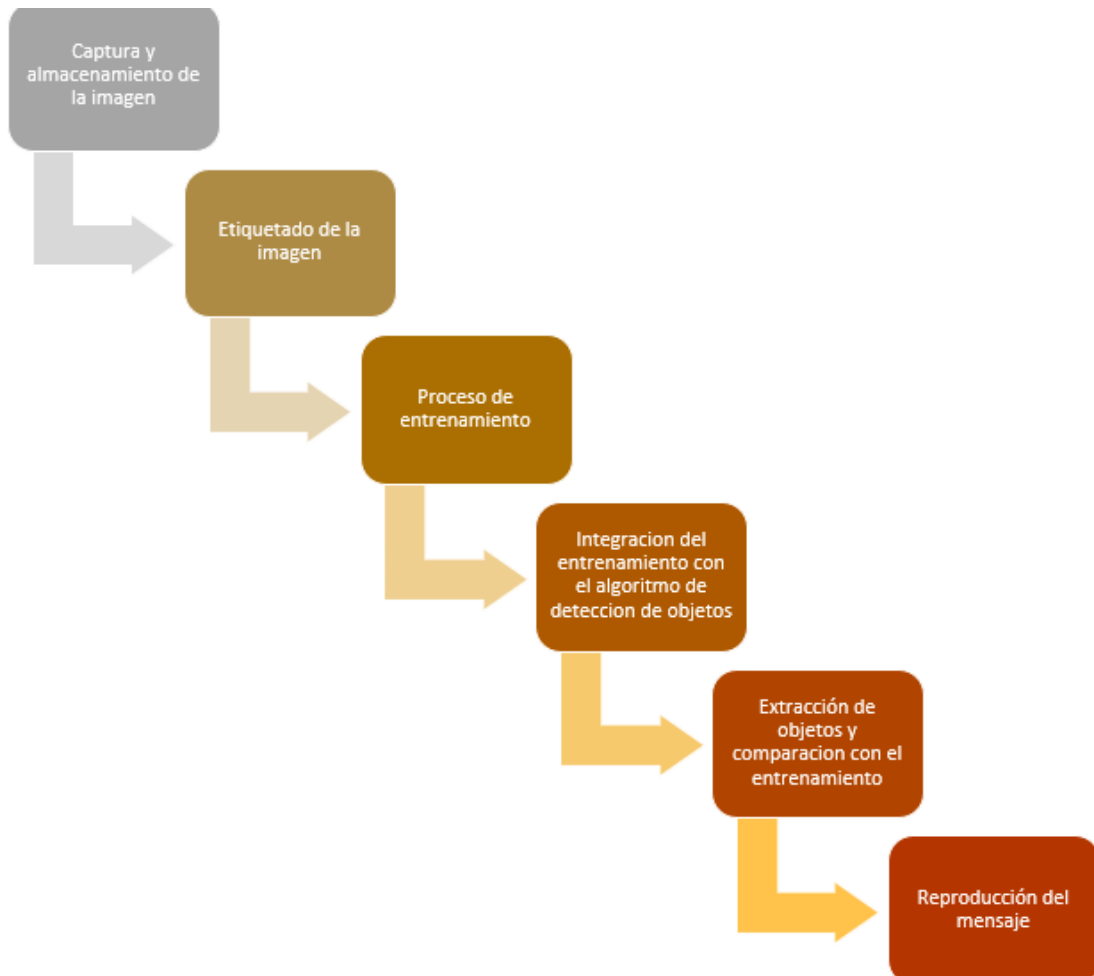 Captura y
almacenamiento de
la imagen
Etiquetado de la
imagen
Proceso de
entrenamiento
Integracion del
entrenamiento con
el algoritmo de
deteccion de objetos
Extracción de
objetos y
comparacion con el
entrenamiento
Reproducción del
mensaje